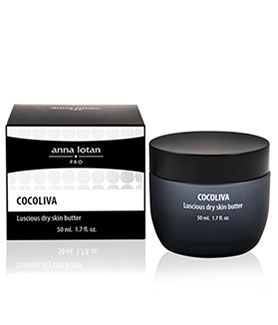 anna lotan
PRO
COCOLIVA
Luscious dry skin butter
50 ml. 1.7 fl. oz.
COCOLIVA
Luscious dry skin butter
50 ml. 1.7 fl. oz.